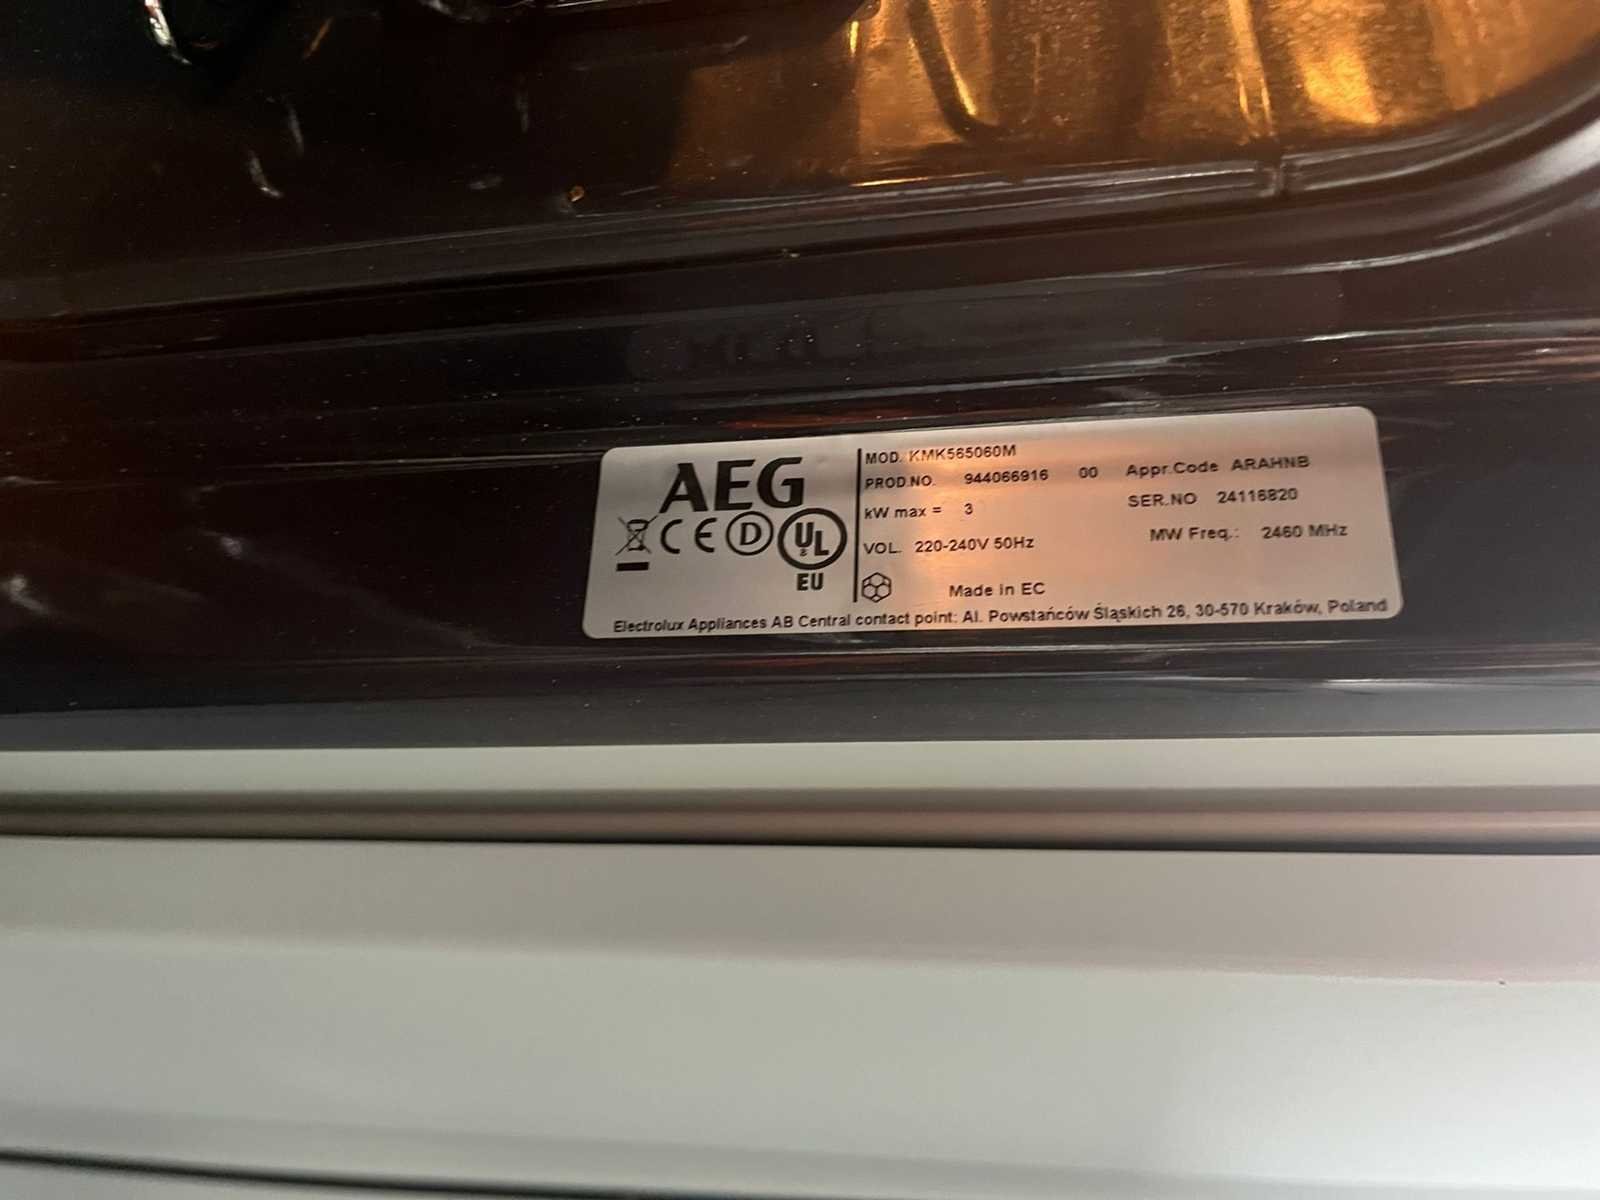 AEG
CE D UL
EU
MOD. KMK565060M
PROD.NO. 944066916 00 Appr.Code ARAHNB
kW max = 3 SER.NO 24116820
VOL. 220-240V 50Hz MW Freq.: 2460 MHz
Made in EC
Electrolux Appliances AB Central contact point: Al. Powstańców Śląskich 26, 30-570 Kraków, Poland